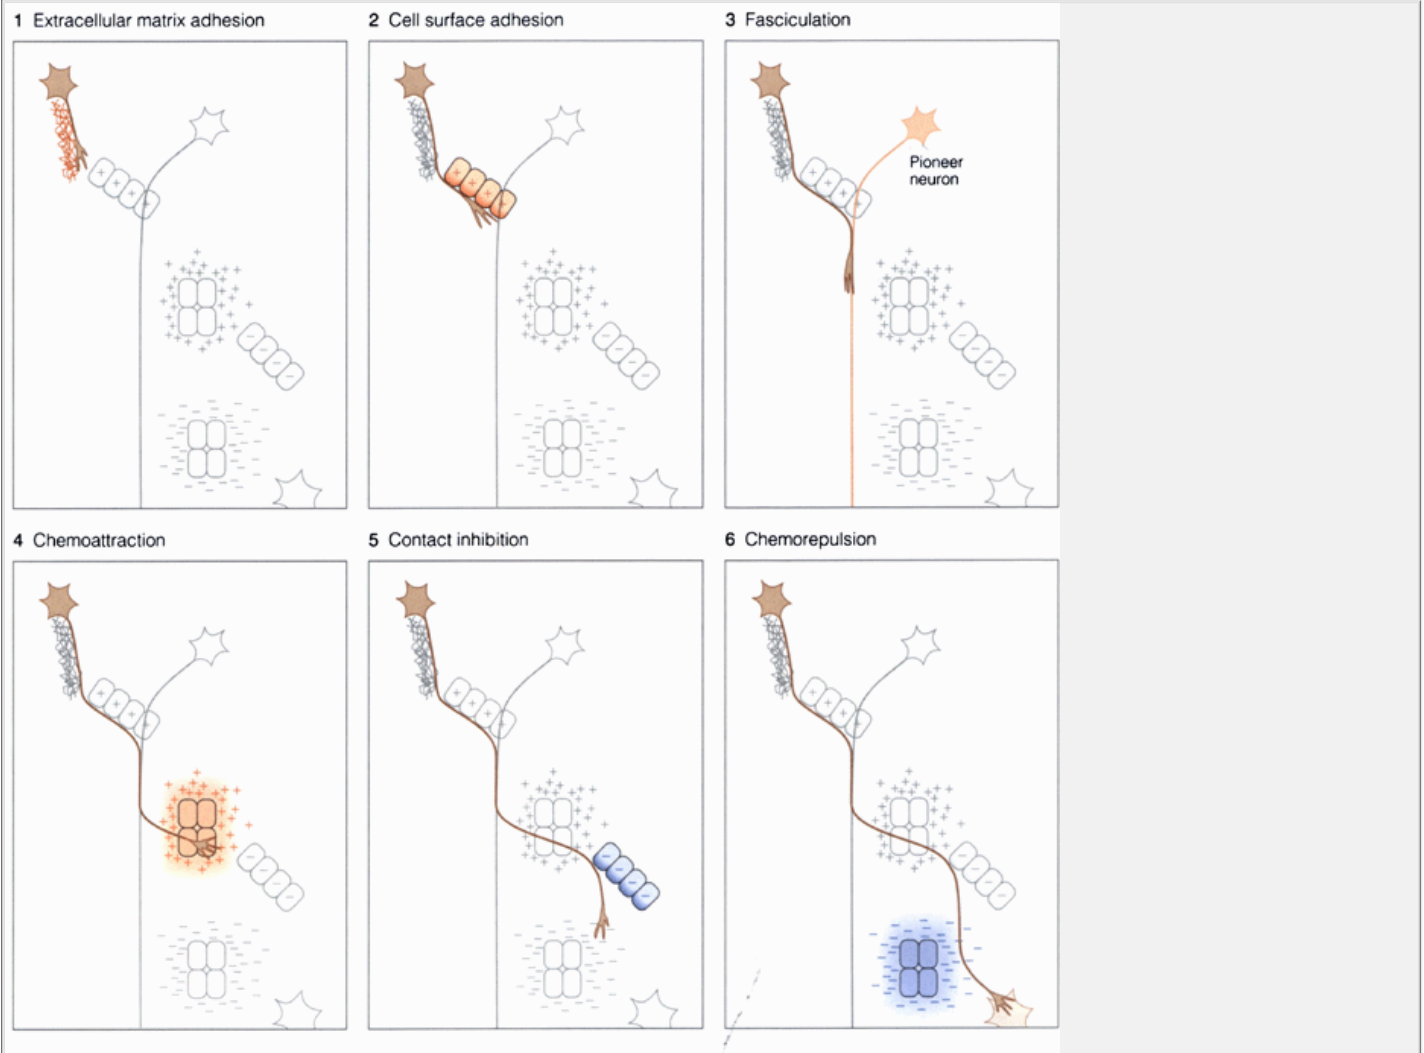 1 Extracellular matrix adhesion
2 Cell surface adhesion
3 Fasciculation
Pioneer
neuron
4 Chemoattraction
5 Contact inhibition
6 Chemorepulsion